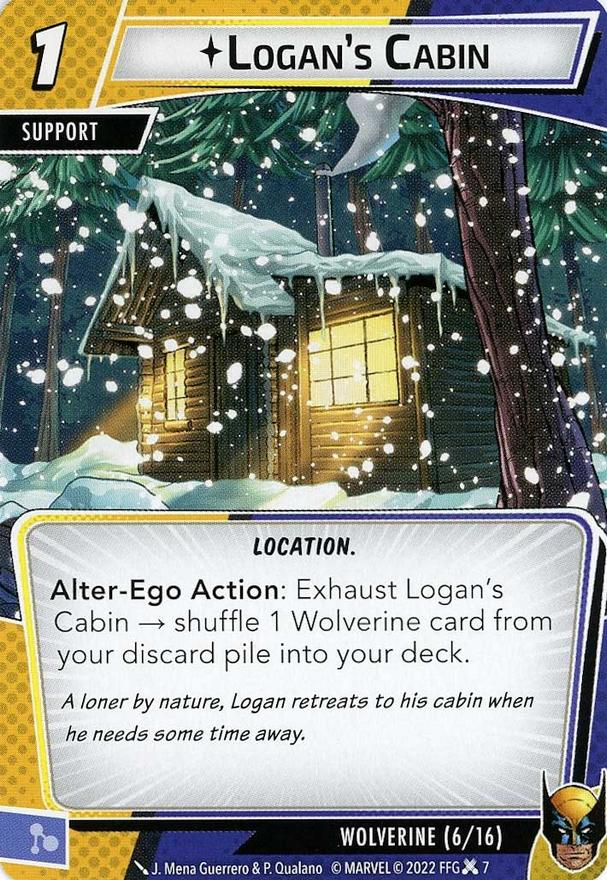 1
LOGAN'S CABIN
SUPPORT
LOCATION.
Alter-Ego Action: Exhaust Logan's
Cabin → shuffle 1 Wolverine card from
your discard pile into your deck.
A loner by nature, Logan retreats to his cabin when
he needs some time away.
WOLVERINE (6/16)
J. Mena Guerrero & P. Qualano © MARVEL © 2022 FFG 7